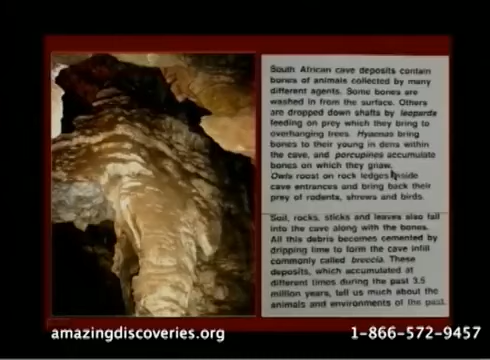 South African cave deposits contain
bones of animals collected by many
different agents. Some bones are
washed in from the surface. Others
are dropped down shafts by leopards
feeding on prey which they bring to
overhanging trees. Hyaenas bring
bones to their young in dens within
the cave, and porcupines accumulate
bones on which they gnaw.
Owls roost on rock ledges inside
cave entrances and bring back their
prey of rodents, shrews and birds.
Soil, rocks, sticks and leaves also fall
into the cave along with the bones.
All this debris becomes cemented by
dripping lime to form the cave infill
commonly called breccia. These
deposits, which accumulated at
different times during the past 3.5
million years, tell us much about the
animals and environments of the past.
amazingdiscoveries.org
1-866-572-9457